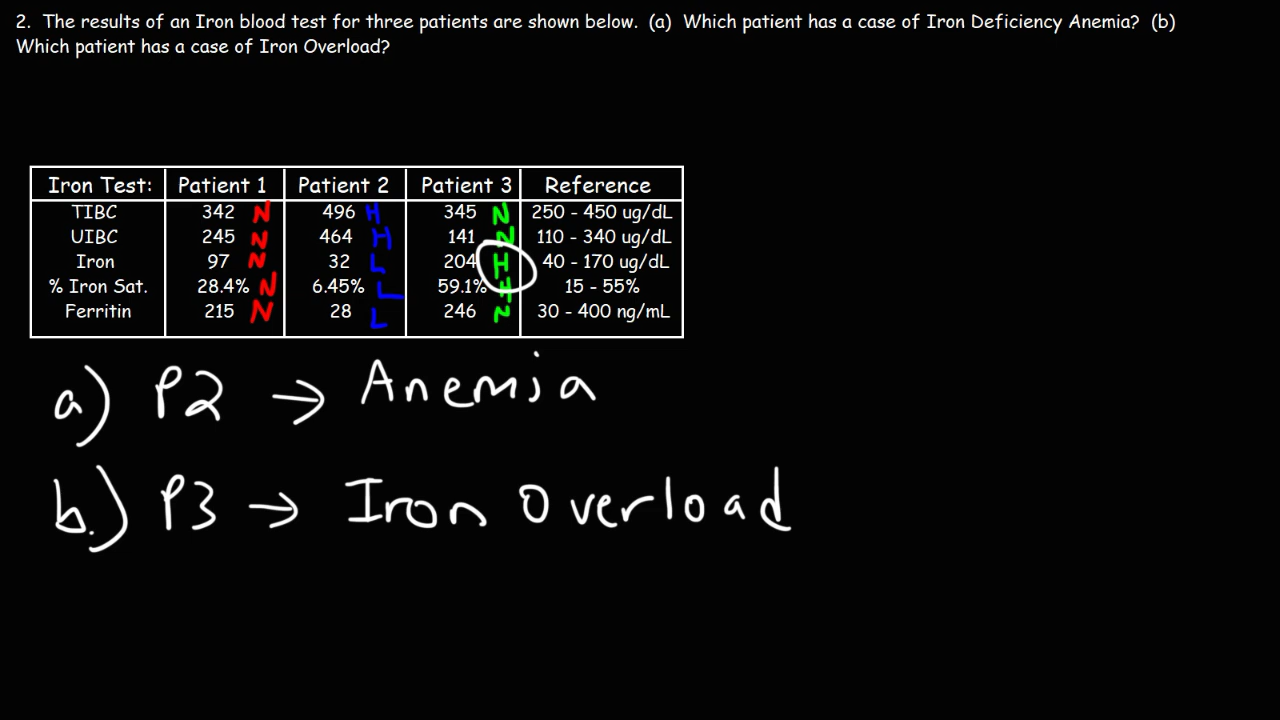 2. The results of an Iron blood test for three patients are shown below. (a) Which patient has a case of Iron Deficiency Anemia? (b)
Which patient has a case of Iron Overload?
Iron Test: Patient 1 Patient 2 Patient 3 Reference
TIBC 342 N 496 H 345 N 250 - 450 ug/dL
UIBC 245 N 464 H 141 N 110 - 340 ug/dL
Iron 97 N 32 L 204 H 40 - 170 ug/dL
% Iron Sat. 28.4% N 6.45% L 59.1% H 15 - 55%
Ferritin 215 N 28 L 246 N 30 - 400 ng/mL
a) P2 → Anemia
b.) P3 → Iron Overload